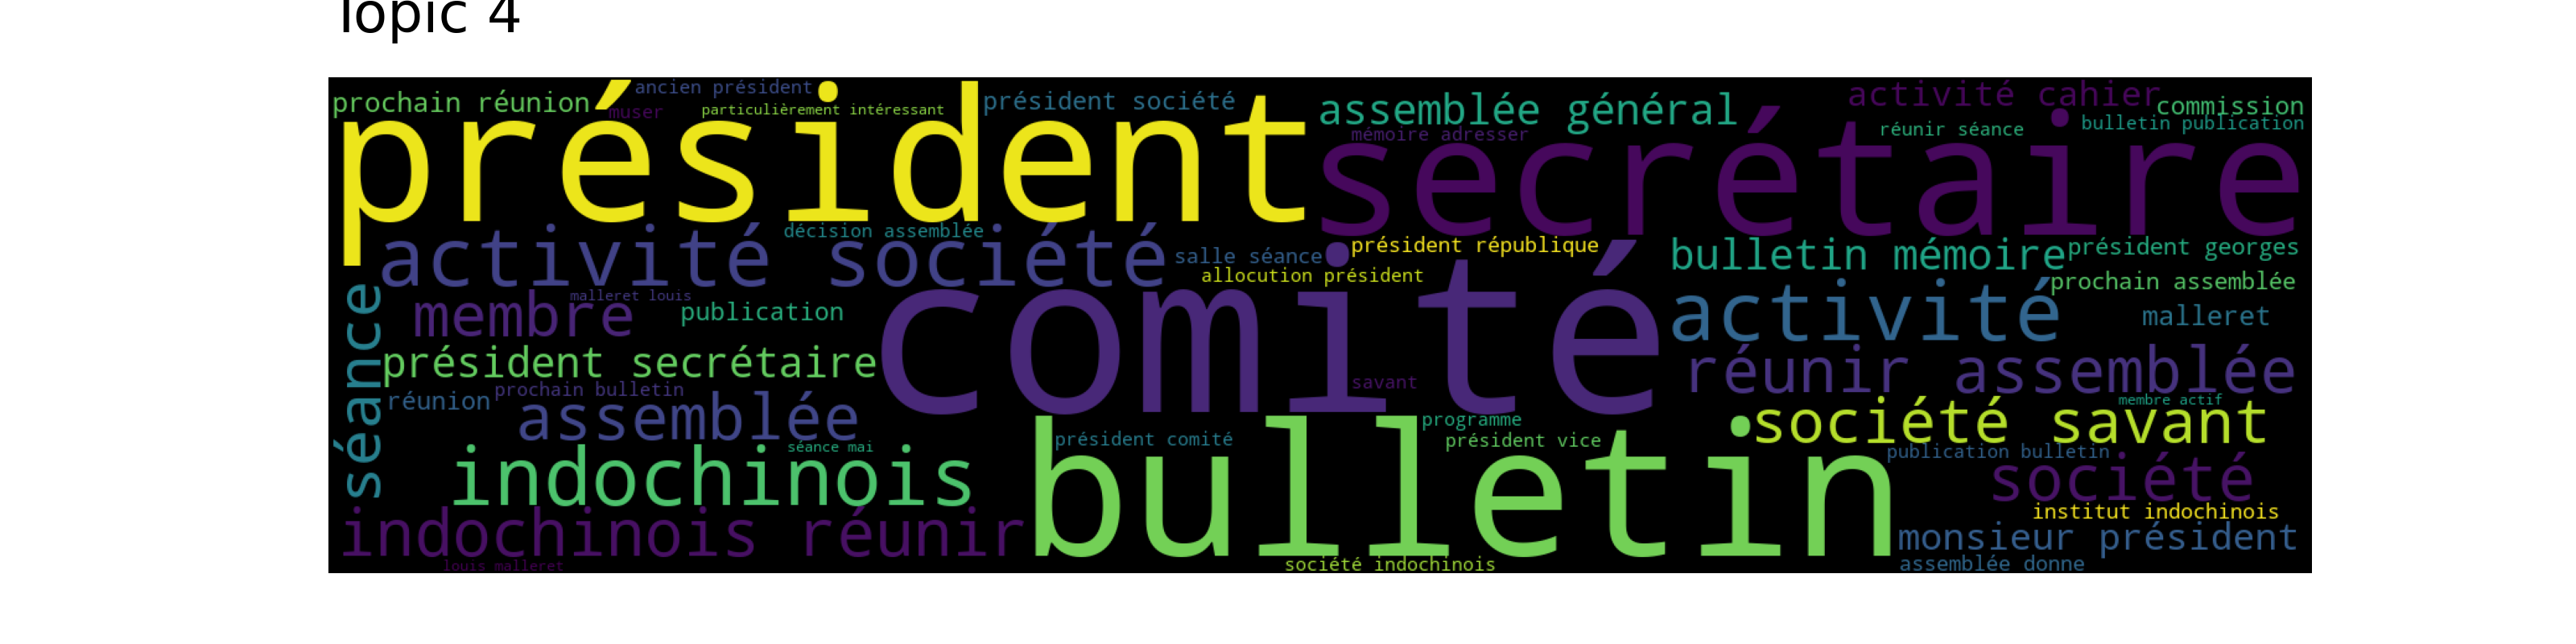 Topic 4
prochain réunion
ancien président
muser
particulièrement intéressant
président société
assemblée général
activité cahier
commission
mémoire adresser
réunir séance
bulletin publication
président
secrétaire
décision assemblée
activité société
salle séance
président république
allocution président
bulletin mémoire
président georges
prochain assemblée
séance
malleret louis
membre
publication
comité
activité
malleret
président secrétaire
réunir assemblée
prochain bulletin
réunion
assemblée
savant
membre actif
programme
société savant
séance mai
président comité
président vice
indochinois
bulletin
publication bulletin
société
institut indochinois
indochinois réunir
monsieur président
louis malleret
société indochinois
assemblée donne